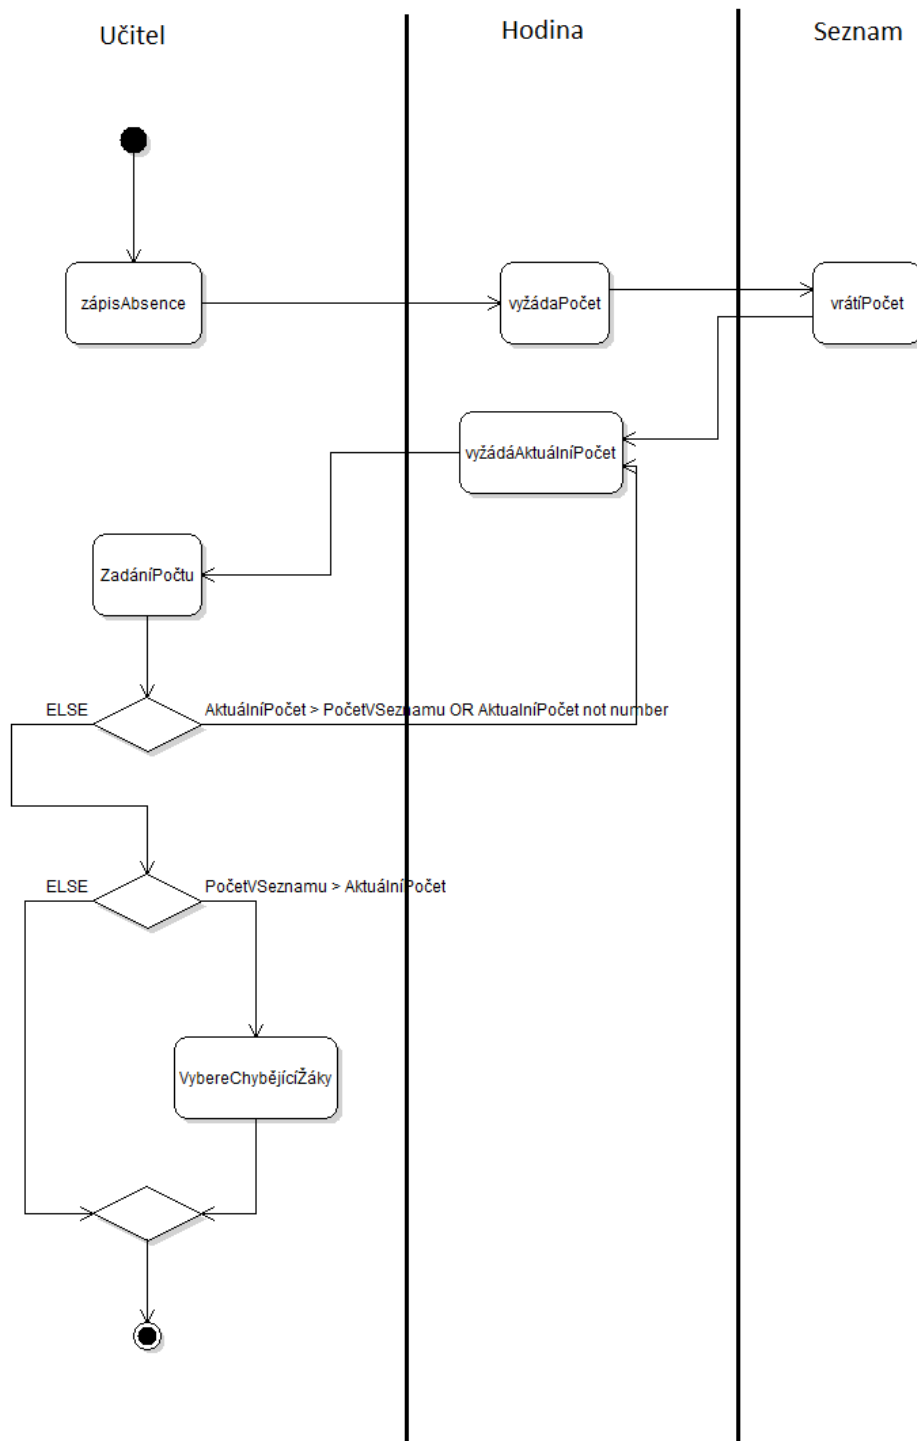 Učitel
Hodina
Seznam
zápisAbsence
vyžádaPočet
vrátíPočet
vyžádáAktuálníPočet
ZadáníPočtu
ELSE
AktuálníPočet > PočetVSeznamu OR AktualníPočet not number
ELSE
PočetVSeznamu > AktuálníPočet
VybereChybějícíŽáky